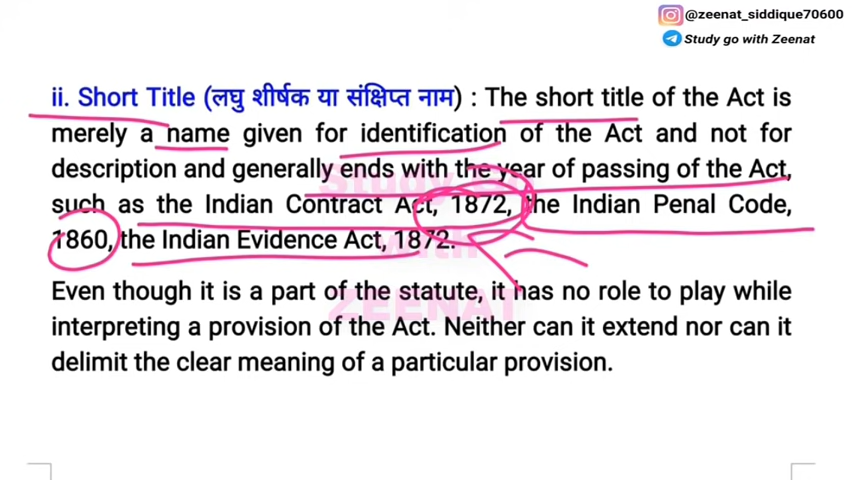 @zeenat_siddique70600
Study go with Zeenat
ii. Short Title (लघु शीर्षक या संक्षिप्त नाम) : The short title of the Act is
merely a name given for identification of the Act and not for
description and generally ends with the year of passing of the Act,
such as the Indian Contract Act, 1872, the Indian Penal Code,
1860, the Indian Evidence Act, 1872.
Even though it is a part of the statute, it has no role to play while
interpreting a provision of the Act. Neither can it extend nor can it
delimit the clear meaning of a particular provision.
Study
with
ZEENAT